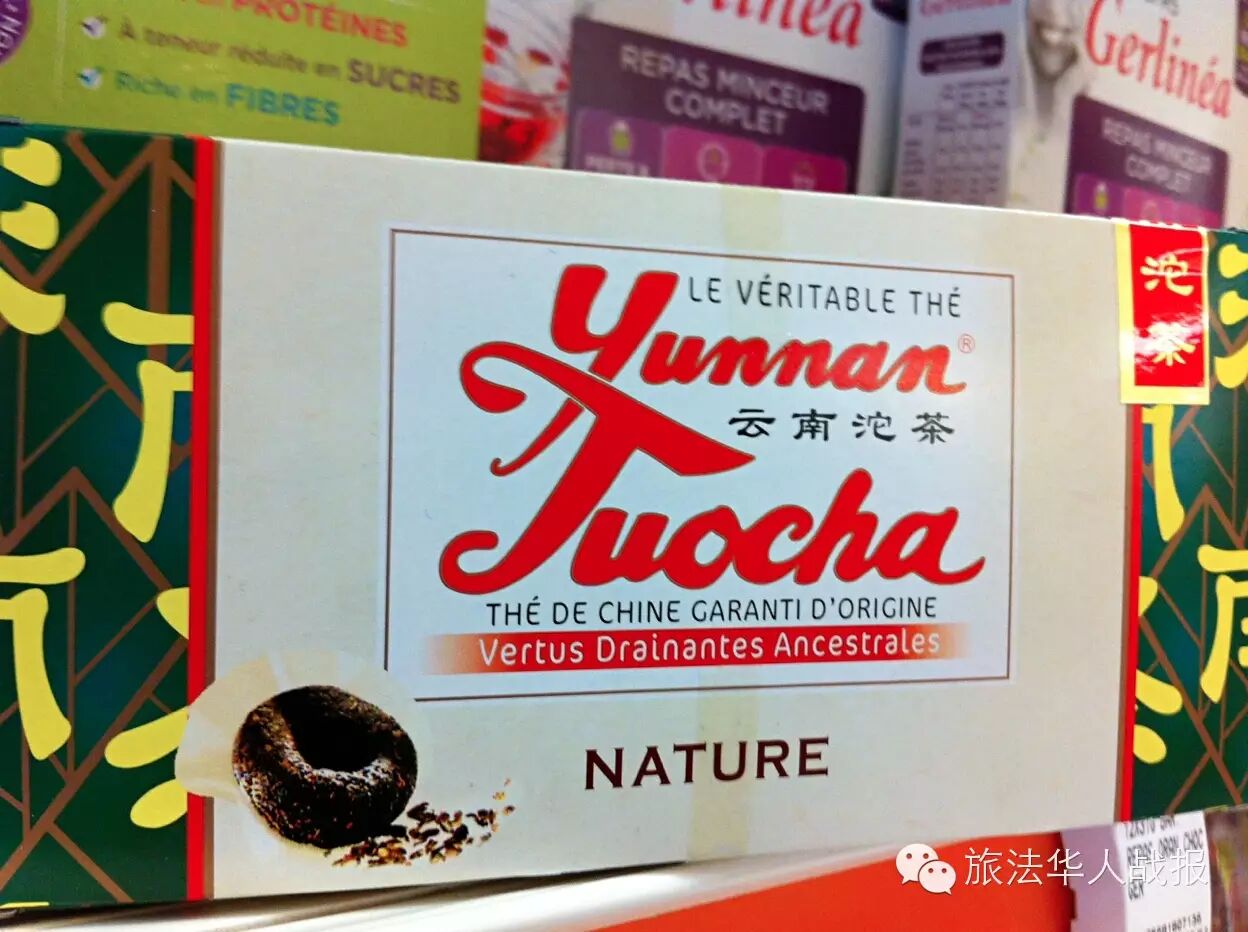 PROTÉINES
À teneur réduite en SUCRES
Riche en FIBRES
Gerlinéa
REPAS MINCEUR
COMPLET
Gerlinéa
REPAS MINCEUR
COMPLET
LE VÉRITABLE THÉ
Yunnan®
云南沱茶
Tuocha
THÉ DE CHINE GARANTI D'ORIGINE
Vertus Drainantes Ancestrales
NATURE
沱
茶
旅法华人战报